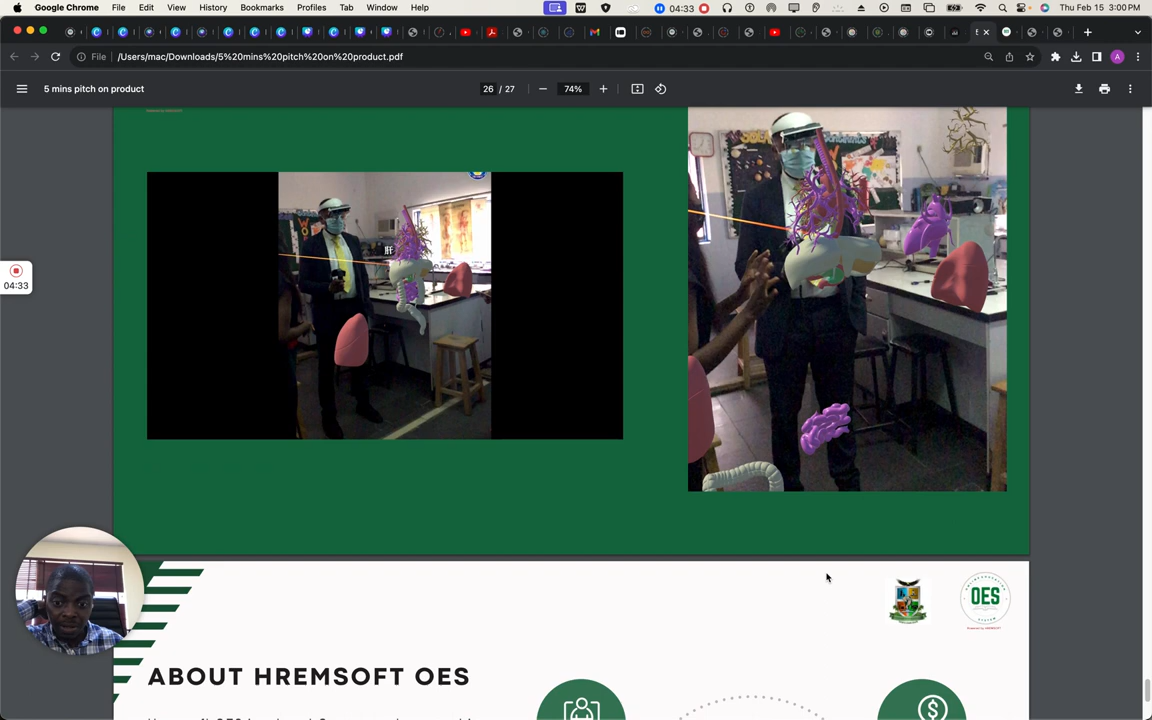 Google Chrome File Edit View History Bookmarks Profiles Tab Window Help 04:33 Thu Feb 15 3:00 PM
File /Users/mac/Downloads/5%20mins%20pitch%20on%20product.pdf A
5 mins pitch on product 26 / 27 74%
肝
04:33
OES
ABOUT HREMSOFT OES